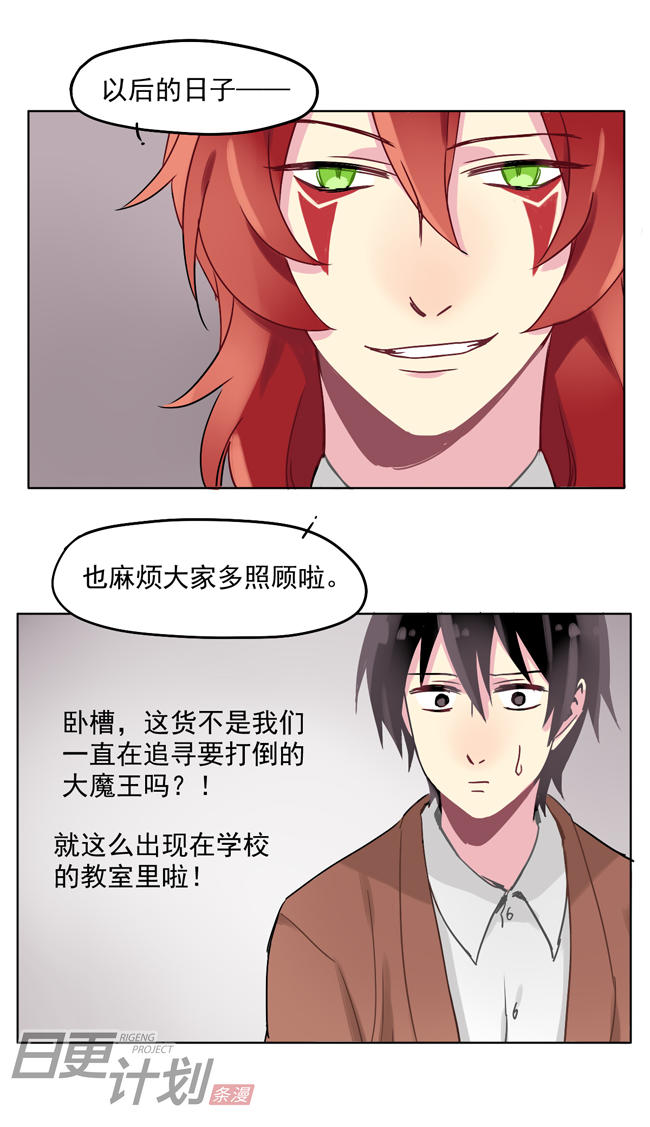 以后的日子——
也麻烦大家多照顾啦。
卧槽，这货不是我们
一直在追寻要打倒的
大魔王吗？！
就这么出现在学校
的教室里啦！
日更
RIGENG
PROJECT
计划
条漫